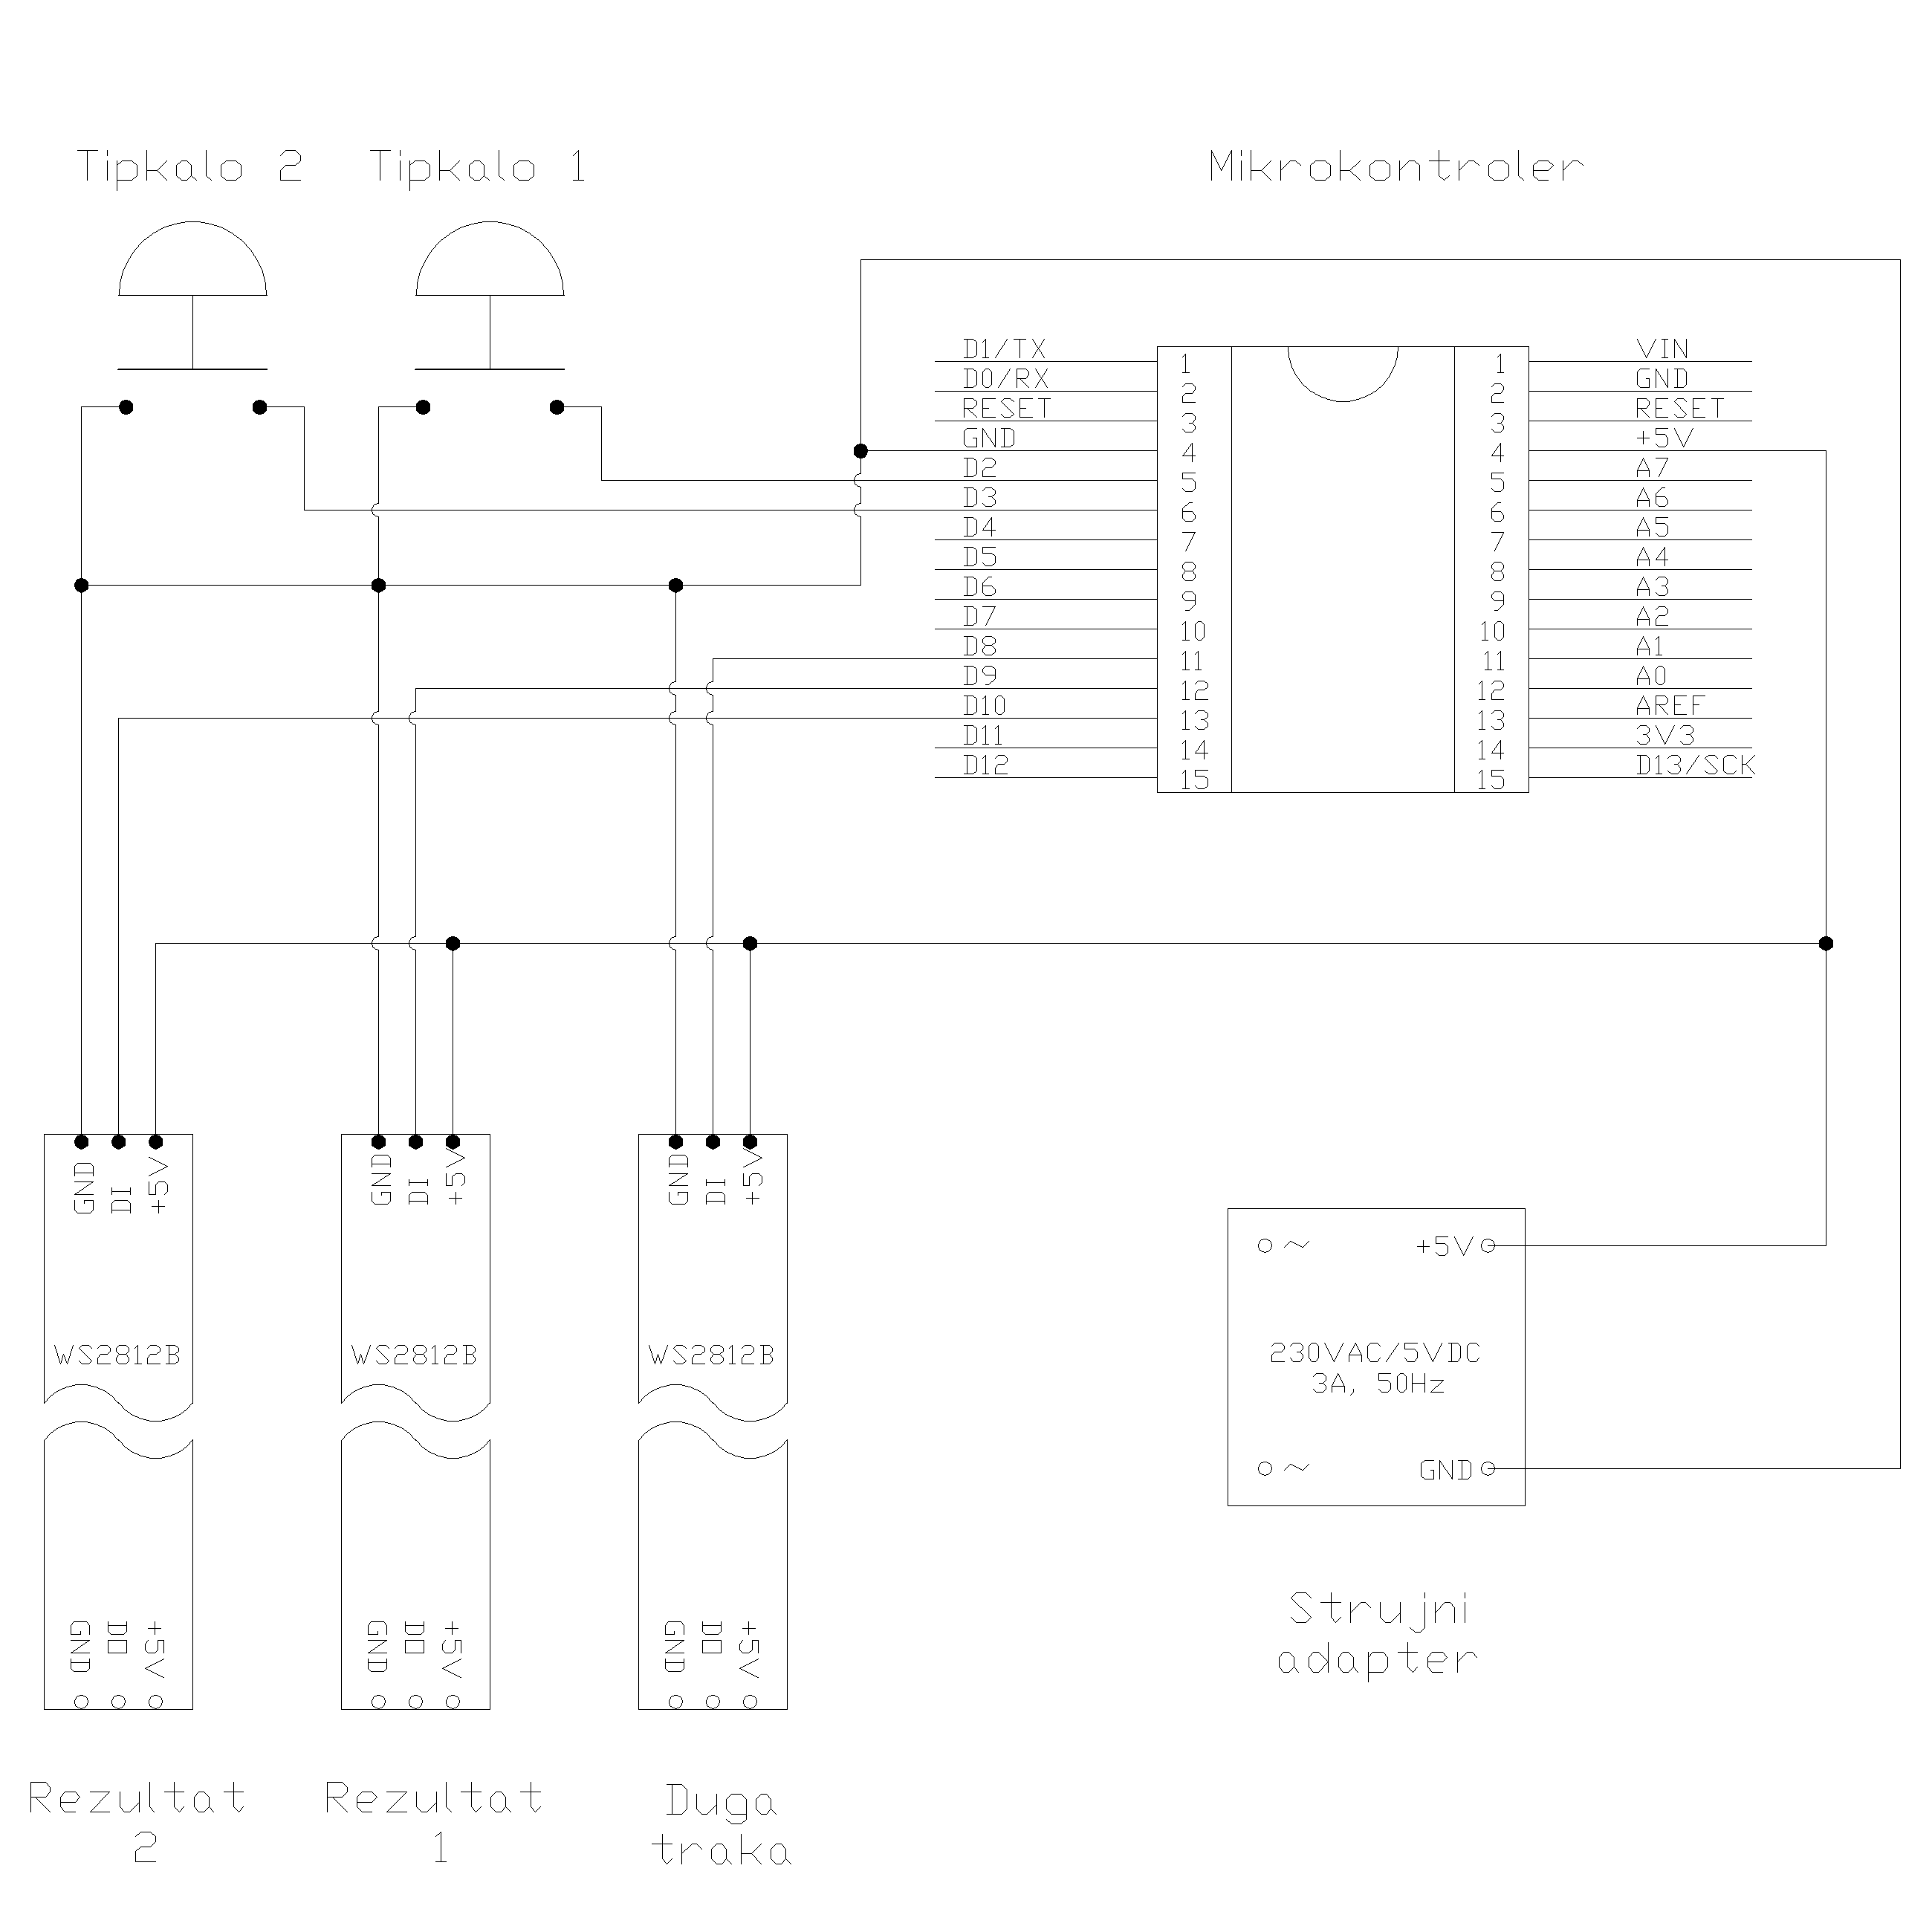 Tipkalo 2
Tipkalo 1
Mikrokontroler
D1/TX
1
1
VIN
D0/RX
2
2
GND
RESET
3
3
RESET
GND
4
4
+5V
D2
5
5
A7
D3
6
6
A6
D4
7
7
A5
D5
8
8
A4
D6
9
9
A3
D7
10
10
A2
D8
11
11
A1
D9
12
12
A0
D10
13
13
AREF
D11
14
14
3V3
D12
15
15
D13/SCK
GND
DI
+5V
GND
DI
+5V
GND
DI
+5V
WS2812B
WS2812B
WS2812B
~
+5V
230VAC/5VDC
3A, 50Hz
~
GND
GND
DO
+5V
GND
DO
+5V
GND
DO
+5V
Strujni
adapter
Rezultat
2
Rezultat
1
Duga
traka